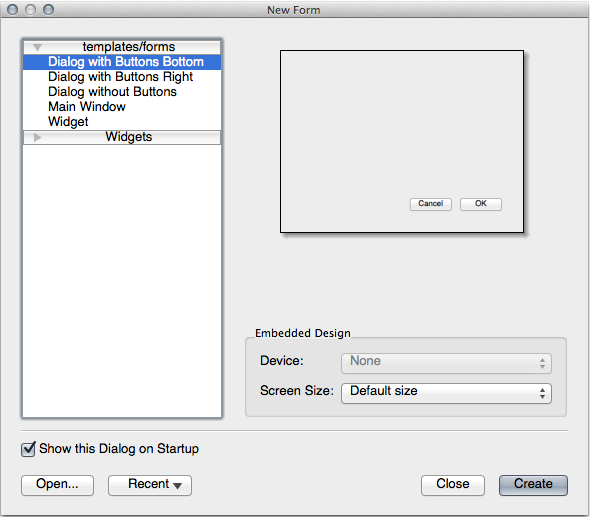 New Form
templates/forms
Dialog with Buttons Bottom
Dialog with Buttons Right
Dialog without Buttons
Main Window
Widget
Widgets
Cancel OK
Embedded Design
Device: None
Screen Size: Default size
Show this Dialog on Startup
Open... Recent Close Create